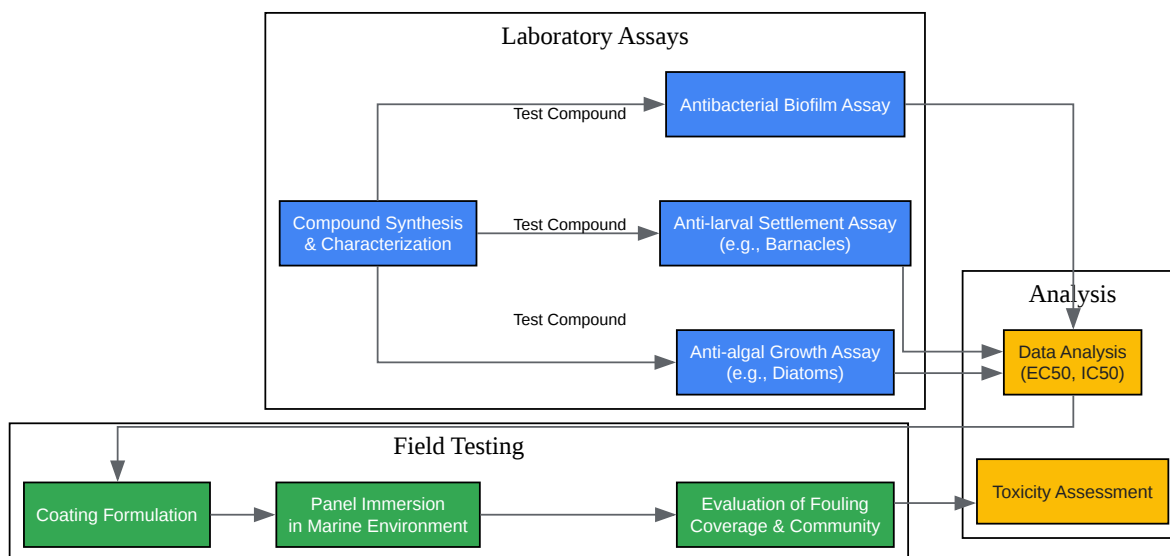 Laboratory Assays
Test Compound
Antibacterial Biofilm Assay
Compound Synthesis
& Characterization
Test Compound
Anti-larval Settlement Assay
(e.g., Barnacles)
Test Compound
Anti-algal Growth Assay
(e.g., Diatoms)
Analysis
Data Analysis
(EC50, IC50)
Toxicity Assessment
Field Testing
Coating Formulation
Panel Immersion
in Marine Environment
Evaluation of Fouling
Coverage & Community